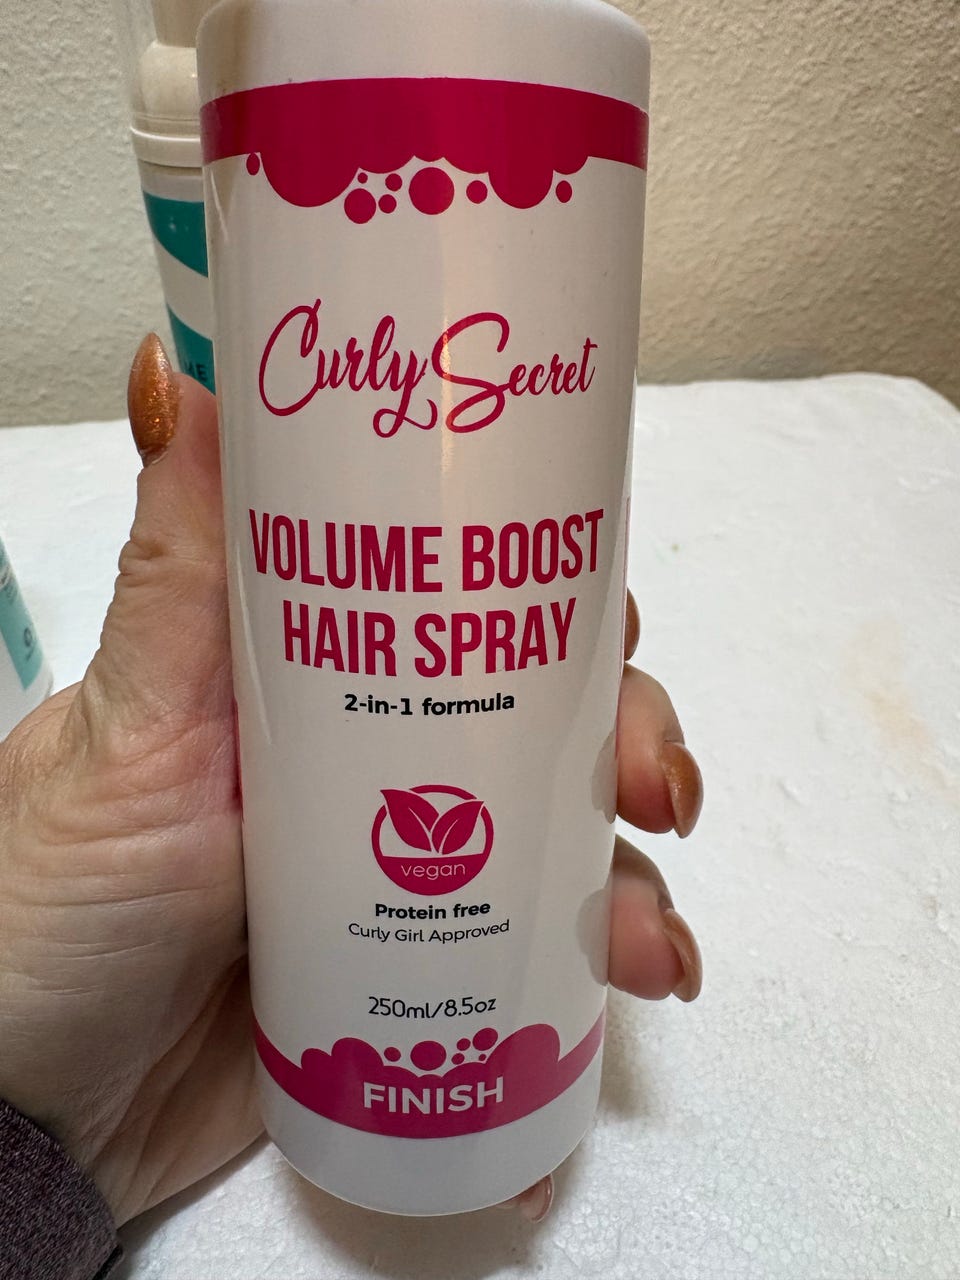 Curly Secret
VOLUME BOOST
HAIR SPRAY
2-in-1 formula
vegan
Protein free
Curly Girl Approved
250ml/8.5oz
FINISH